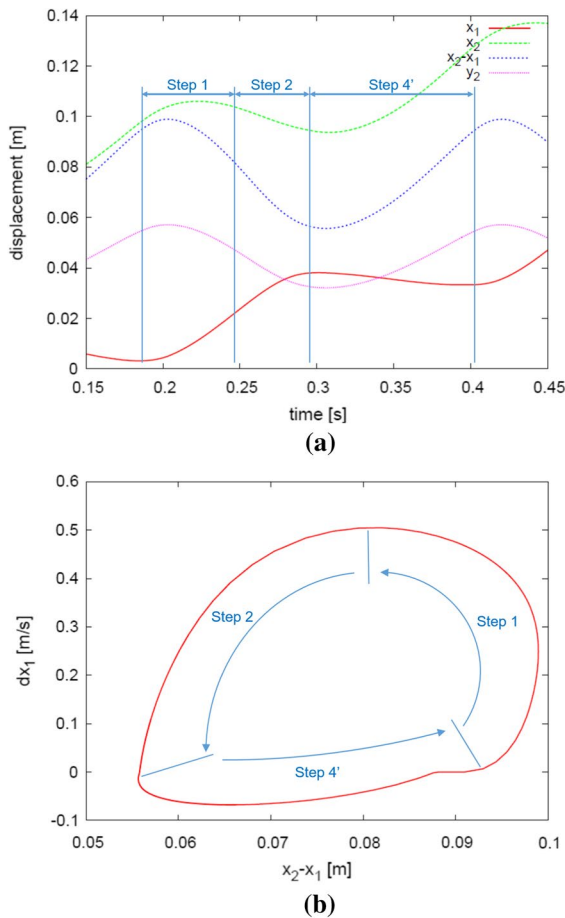 0.14
0.12
0.1
0.08
0.06
0.04
0.02
0
displacement [m]
x₁
x₂
x₂-x₁
y₂
Step 1
Step 2
Step 4'
0.15 0.2 0.25 0.3 0.35 0.4 0.45
time [s]
(a)
0.6
0.5
0.4
0.3
0.2
0.1
0
-0.1
dx₁ [m/s]
Step 2
Step 1
Step 4'
0.05 0.06 0.07 0.08 0.09 0.1
x₂-x₁ [m]
(b)